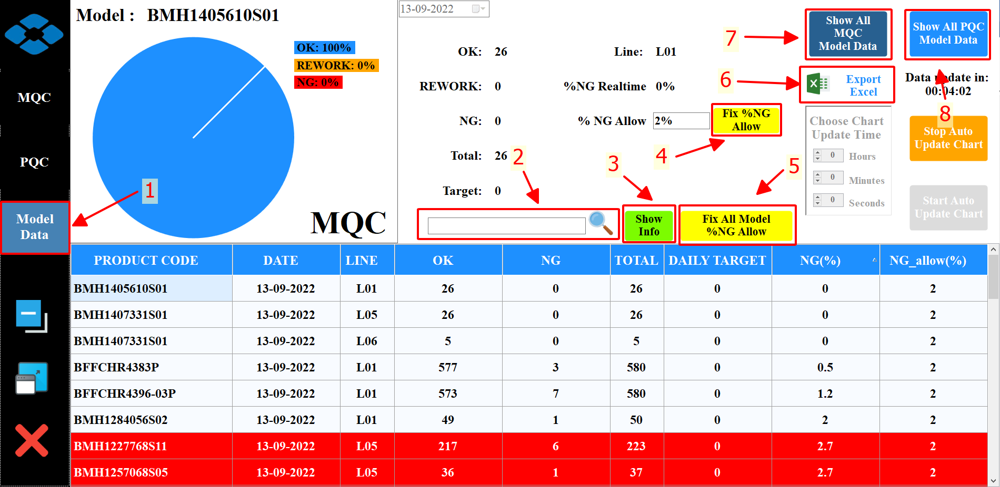 MQC
PQC
Model
Data
Model :   BMH1405610S01
OK: 100%
REWORK: 0%
NG: 0%
1
MQC
13-09-2022
OK: 26
Line: L01
REWORK: 0
%NG Realtime 0%
NG: 0
% NG Allow 2%
Fix %NG
Allow
Total: 26
Target: 0
2
3
4
5
6
7
8
Show
Info
Fix All Model
%NG Allow
Show All
MQC
Model Data
Show All PQC
Model Data
Export
Excel
Data update in:
00:04:02
Choose Chart
Update Time
0 Hours
0 Minutes
0 Seconds
Stop Auto
Update Chart
Start Auto
Update Chart
PRODUCT CODE DATE LINE OK NG TOTAL DAILY TARGET NG(%) NG_allow(%)
BMH1405610S01 13-09-2022 L01 26 0 26 0 0 2
BMH1407331S01 13-09-2022 L05 26 0 26 0 0 2
BMH1407331S01 13-09-2022 L06 5 0 5 0 0 2
BFFCHR4383P 13-09-2022 L01 577 3 580 0 0.5 2
BFFCHR4396-03P 13-09-2022 L01 573 7 580 0 1.2 2
BMH1284056S02 13-09-2022 L01 49 1 50 0 2 2
BMH1227768S11 13-09-2022 L05 217 6 223 0 2.7 2
BMH1257068S05 13-09-2022 L05 36 1 37 0 2.7 2